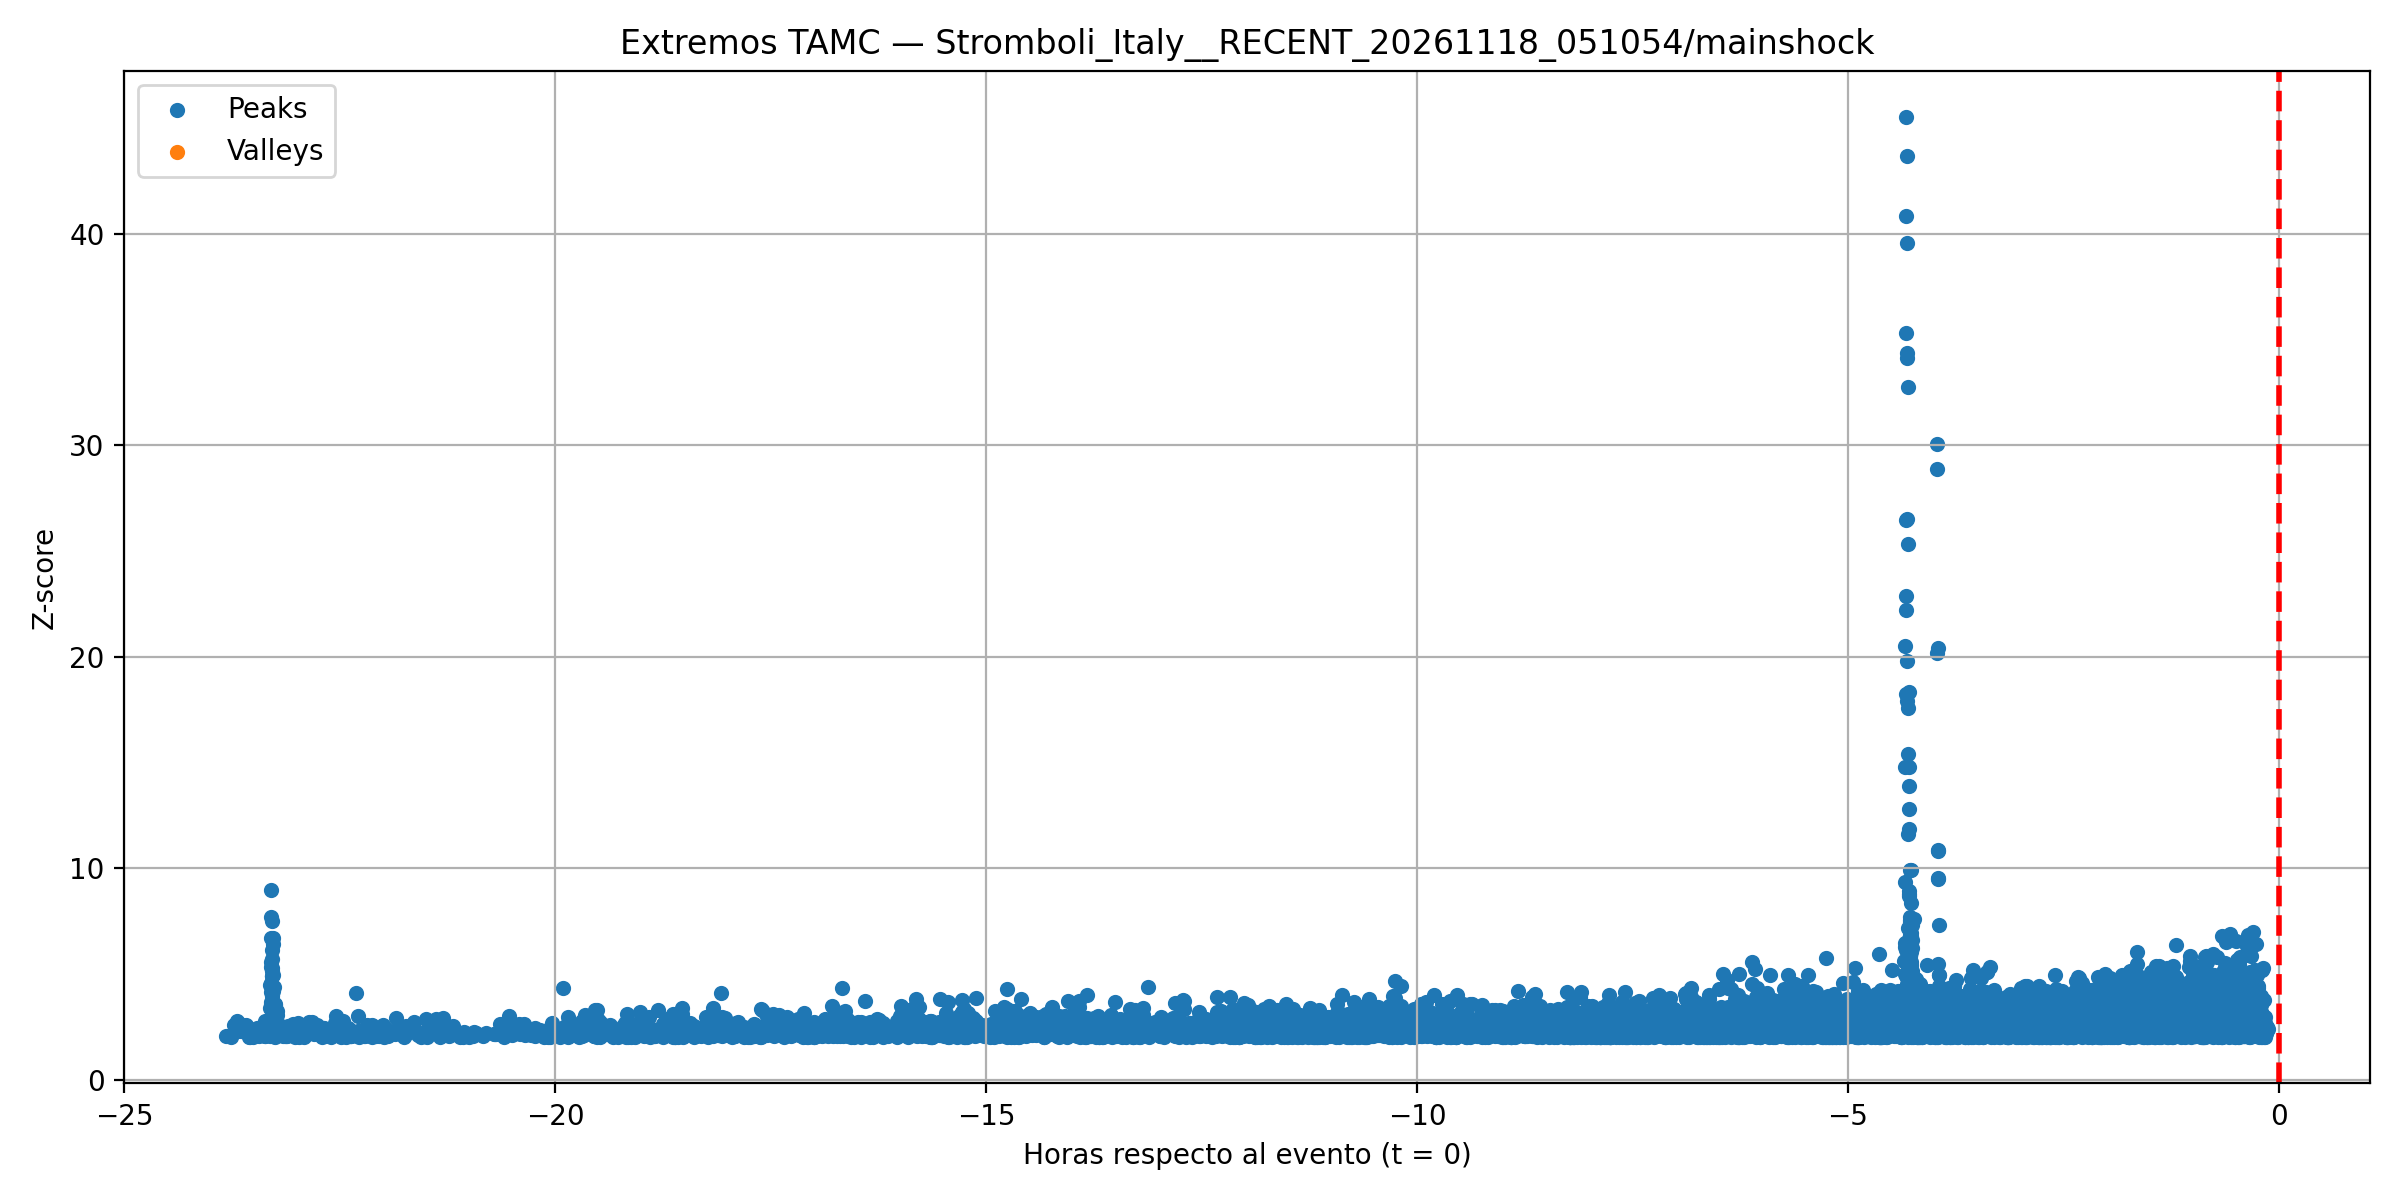 Extremos TAMC — Stromboli_Italy__RECENT_20261118_051054/mainshock
Peaks
Valleys
Z-score
40
30
20
10
0
−25
−20
−15
−10
−5
0
Horas respecto al evento (t = 0)